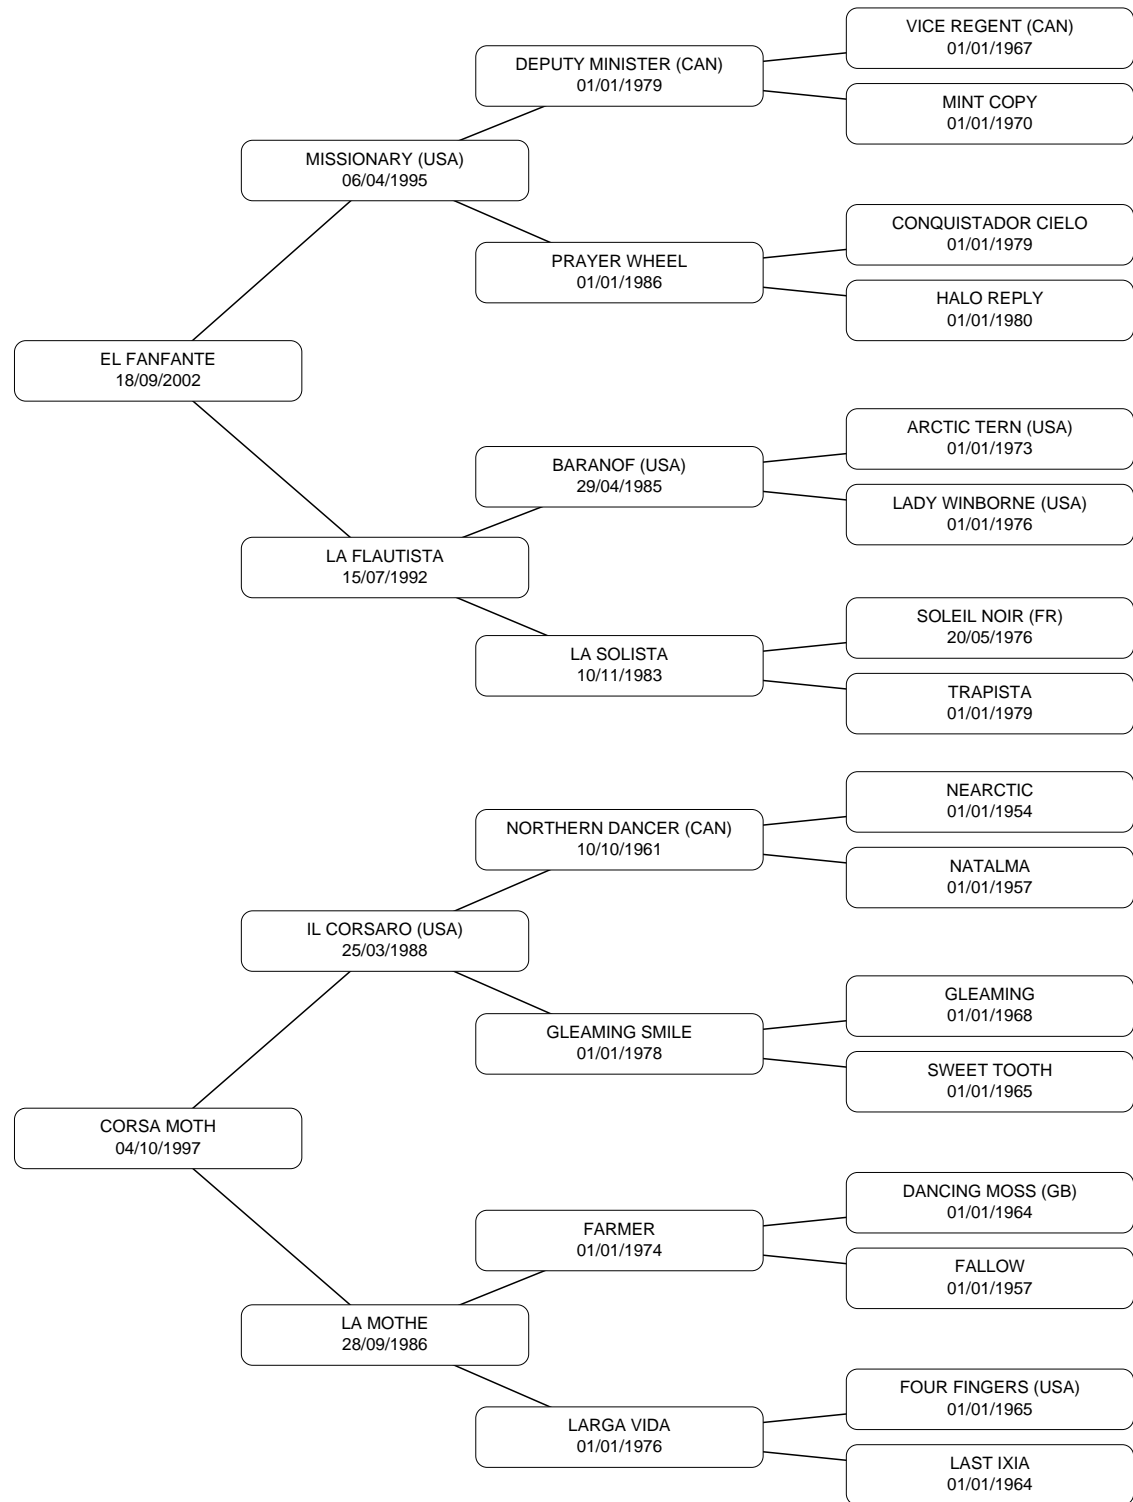 VICE REGENT (CAN)
01/01/1967
DEPUTY MINISTER (CAN)
01/01/1979
MINT COPY
01/01/1970
MISSIONARY (USA)
06/04/1995
CONQUISTADOR CIELO
01/01/1979
PRAYER WHEEL
01/01/1986
HALO REPLY
01/01/1980
EL FANFANTE
18/09/2002
ARCTIC TERN (USA)
01/01/1973
BARANOF (USA)
29/04/1985
LADY WINBORNE (USA)
01/01/1976
LA FLAUTISTA
15/07/1992
SOLEIL NOIR (FR)
20/05/1976
LA SOLISTA
10/11/1983
TRAPISTA
01/01/1979
NEARCTIC
01/01/1954
NORTHERN DANCER (CAN)
10/10/1961
NATALMA
01/01/1957
IL CORSARO (USA)
25/03/1988
GLEAMING
01/01/1968
GLEAMING SMILE
01/01/1978
SWEET TOOTH
01/01/1965
CORSA MOTH
04/10/1997
DANCING MOSS (GB)
01/01/1964
FARMER
01/01/1974
FALLOW
01/01/1957
LA MOTHE
28/09/1986
FOUR FINGERS (USA)
01/01/1965
LARGA VIDA
01/01/1976
LAST IXIA
01/01/1964